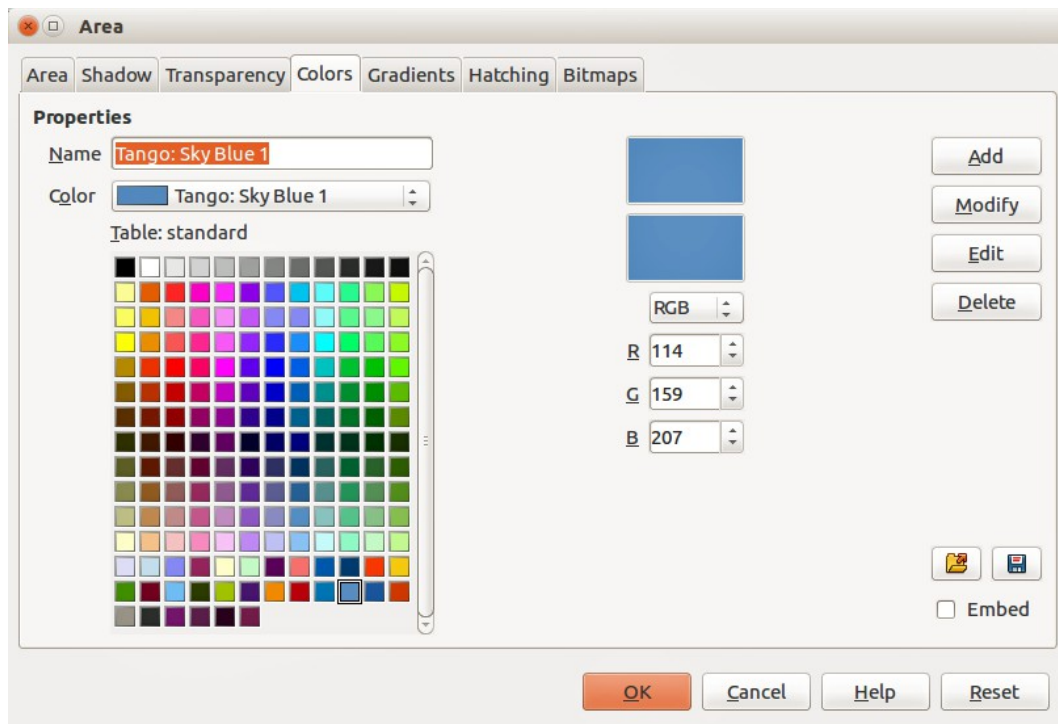 Area
Area Shadow Transparency Colors Gradients Hatching Bitmaps
Properties
Name Tango: Sky Blue 1
Color Tango: Sky Blue 1
Table: standard
Add
Modify
Edit
Delete
RGB
R 114
G 159
B 207
Embed
OK Cancel Help Reset